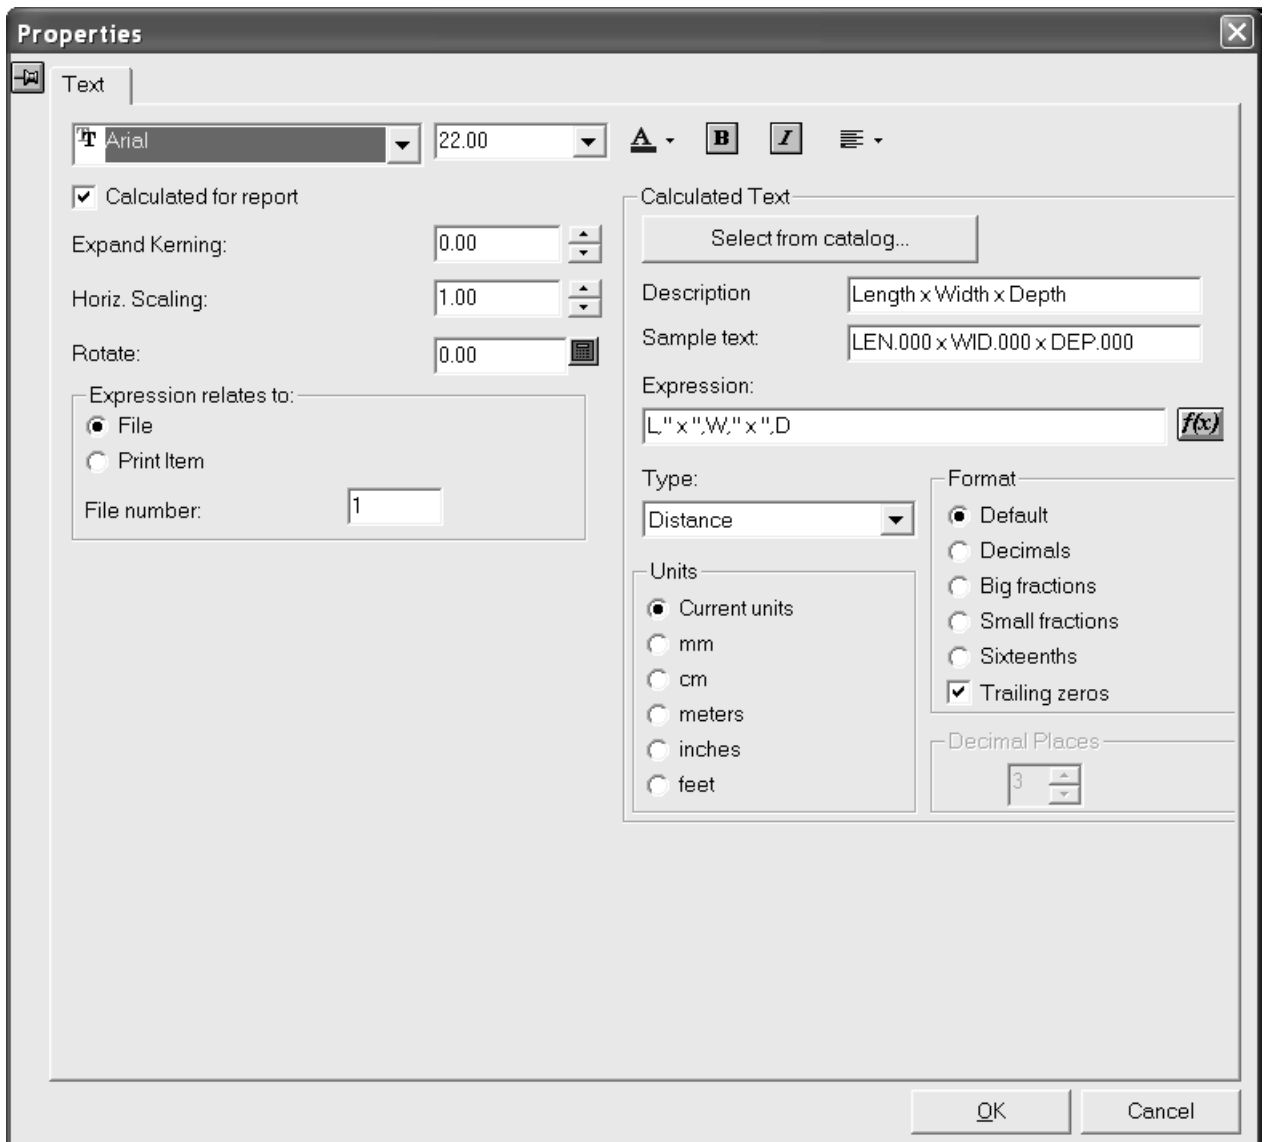 Properties
Text
Arial
22.00
A
B
I
Calculated for report
Expand Kerning:
0.00
Horiz. Scaling:
1.00
Rotate:
0.00
Expression relates to:
File
Print Item
File number:
1
Calculated Text
Select from catalog...
Description
Length x Width x Depth
Sample text:
LEN.000 x WID.000 x DEP.000
Expression:
L," x ",W," x ",D
f(x)
Type:
Distance
Units
Current units
mm
cm
meters
inches
feet
Format
Default
Decimals
Big fractions
Small fractions
Sixteenths
Trailing zeros
Decimal Places
3
OK
Cancel